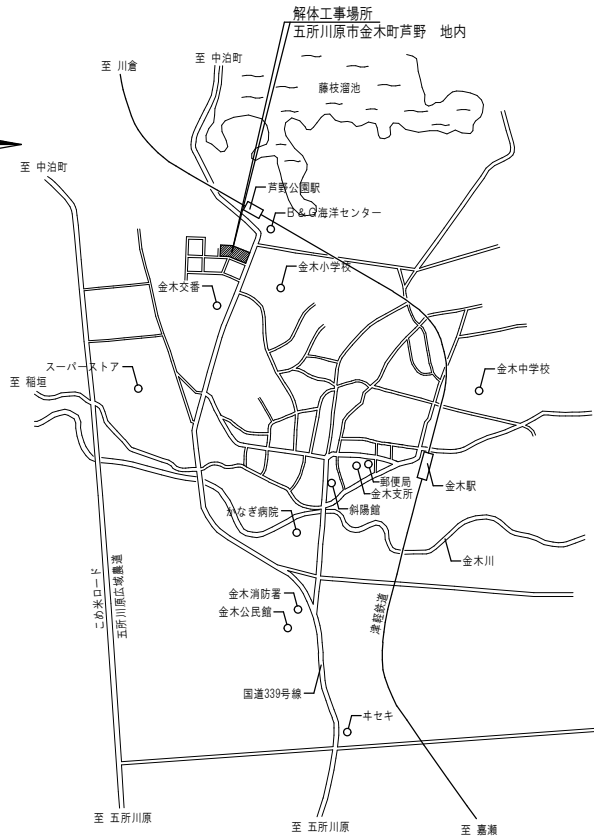 解体工事場所
五所川原市金木町芦野　地内
至 中泊町
至 川倉
藤枝溜池
至 中泊町
芦野公園駅
B＆G海洋センター
金木小学校
金木交番
スーパーストア
至 稲垣
金木中学校
郵便局
金木支所
金木駅
斜陽館
かなぎ病院
金木川
こめ米ロード
五所川原広域農道
金木消防署
金木公民館
津軽鉄道
国道339号線
ヰセキ
至 五所川原
至 五所川原
至 嘉瀬